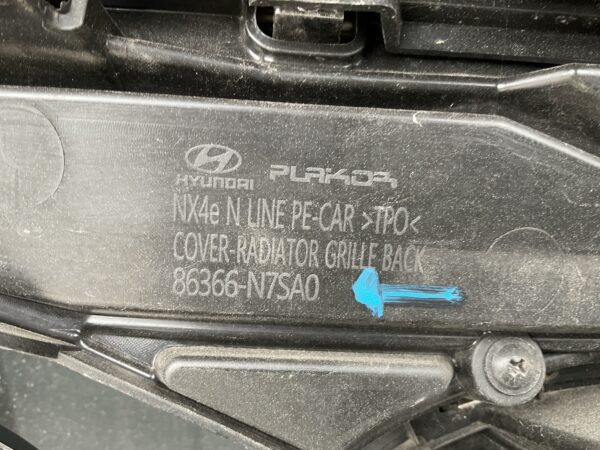 HYUNDAI PLAKOR
NX4e N LINE PE-CAR >TPO<
COVER-RADIATOR GRILLE BACK
86366-N7SA0